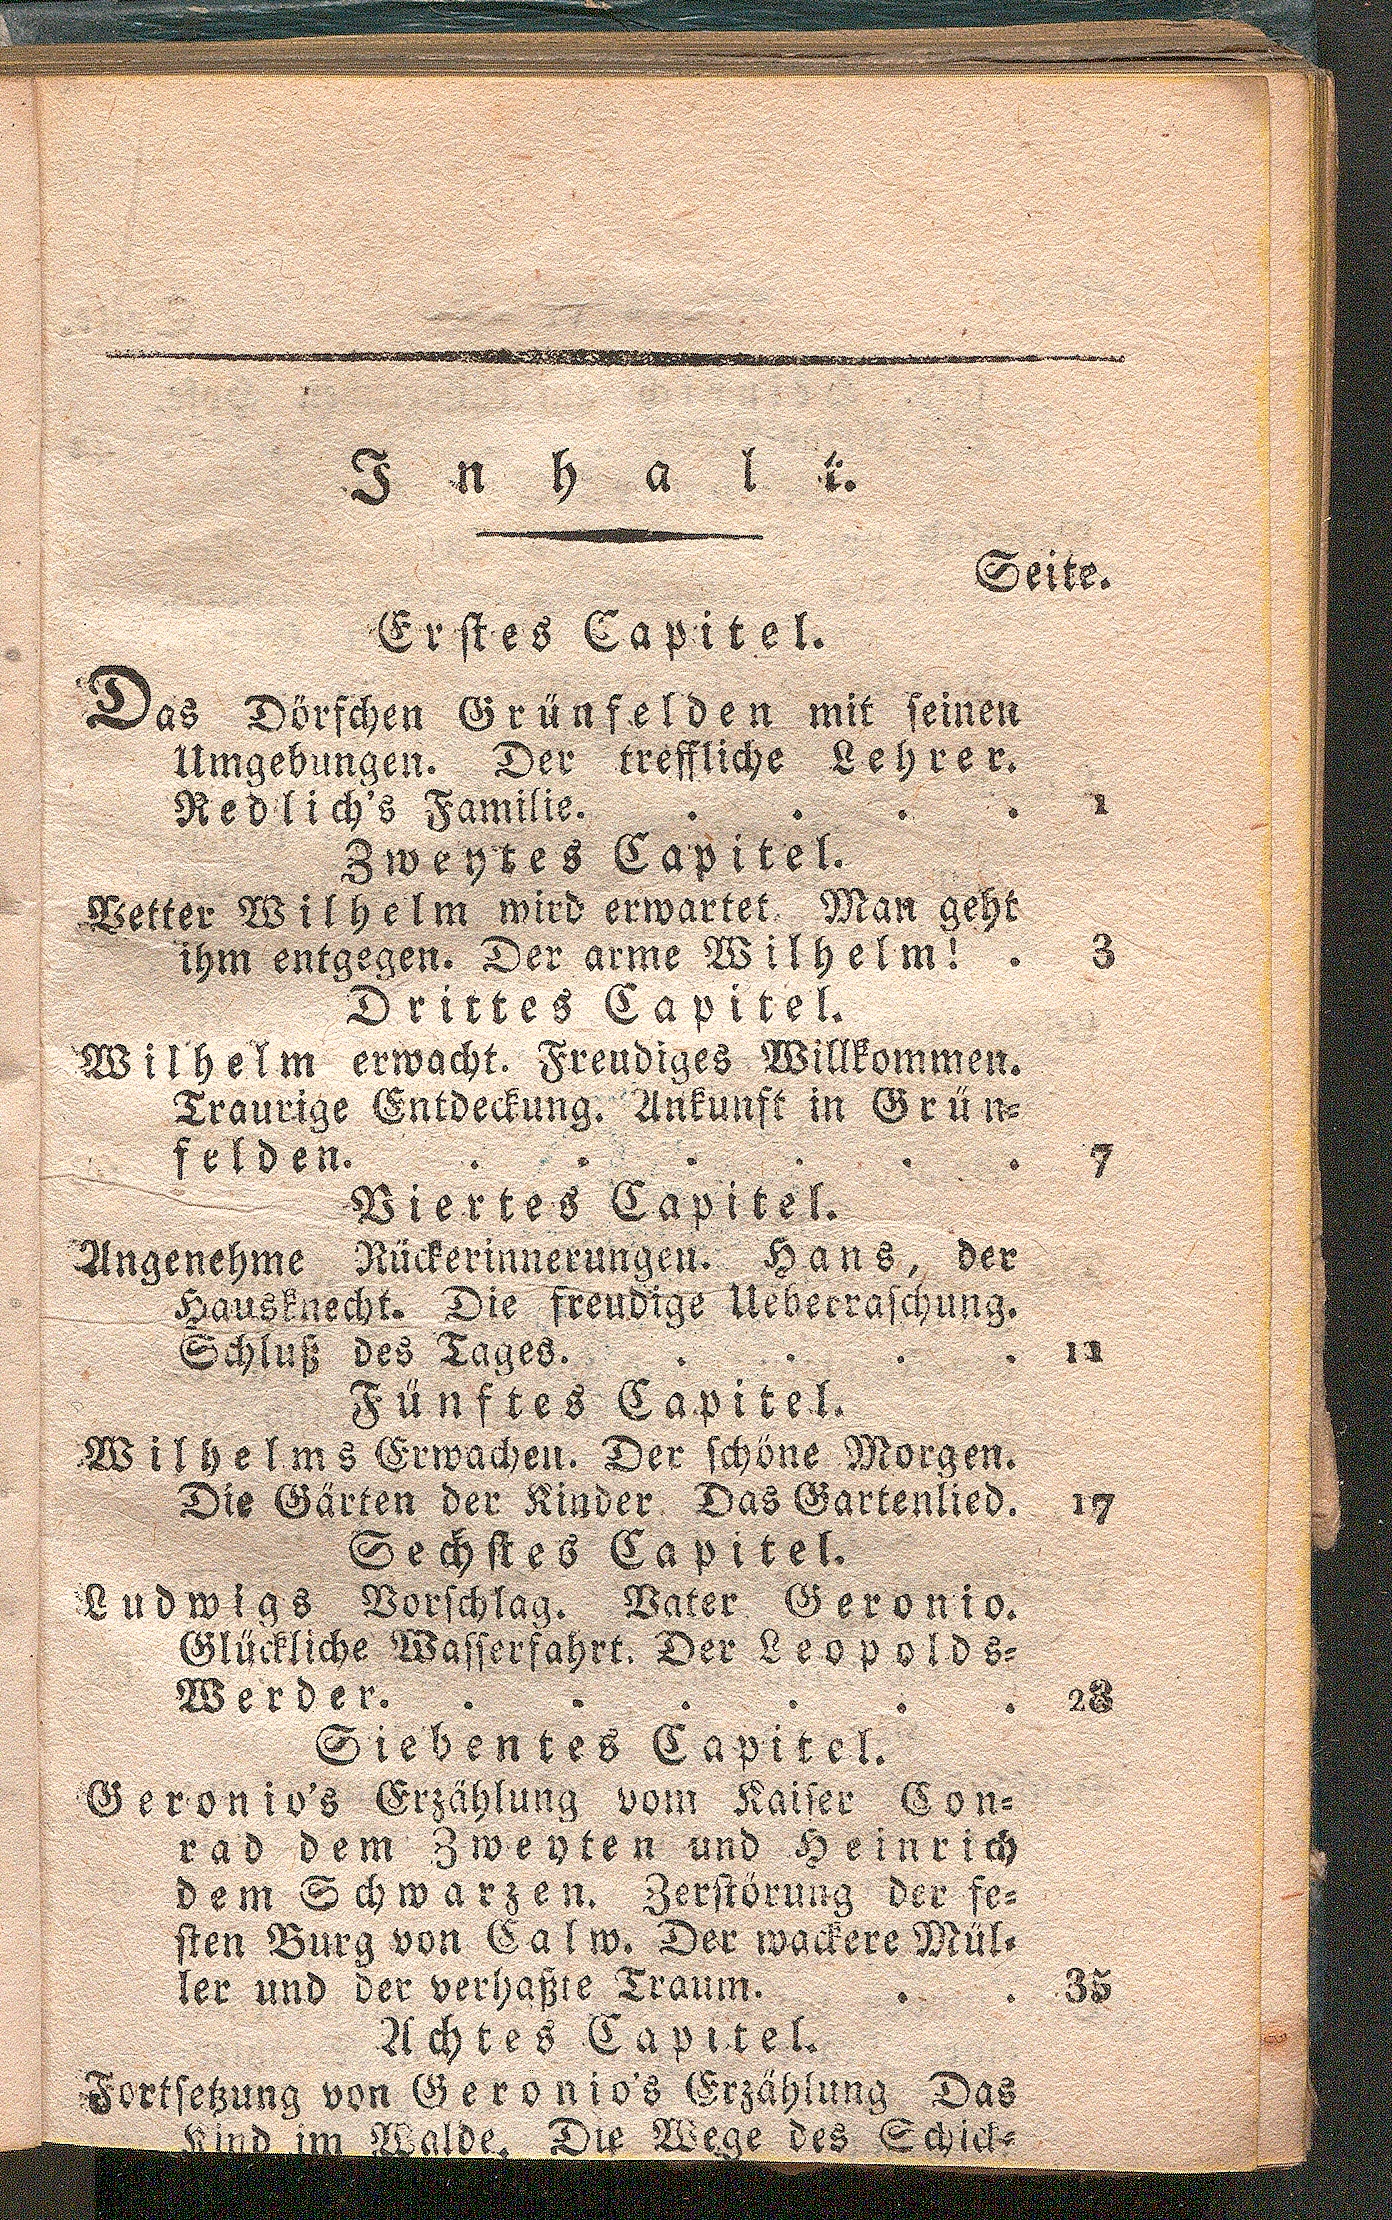 Inhalt.
Seite.
Erstes Capitel.
Das Dörfchen Grünfelden mit seinen
Umgebungen. Der treffliche Lehrer.
Redlich's Familie. . . . . 1
Zweytes Capitel.
Vetter Wilhelm wird erwartet. Man geht
ihm entgegen. Der arme Wilhelm! . 3
Drittes Capitel.
Wilhelm erwacht. Freudiges Willkommen.
Traurige Entdeckung. Ankunft in Grün-
felden. . . . . . . 7
Viertes Capitel.
Angenehme Rückerinnerungen. Hans, der
Hausknecht. Die freudige Ueberraschung.
Schluß des Tages. . . . . 11
Fünftes Capitel.
Wilhelms Erwachen. Der schöne Morgen.
Die Gärten der Kinder. Das Gartenlied. 17
Sechstes Capitel.
Ludwigs Vorschlag. Vater Geronio.
Glückliche Wasserfahrt. Der Leopolds-
Werder. . . . . . . 23
Siebentes Capitel.
Geronio's Erzählung vom Kaiser Con-
rad dem Zweyten und Heinrich
dem Schwarzen. Zerstörung der fe-
sten Burg von Calw. Der wackere Mül-
ler und der verhaßte Traum. . . 35
Achtes Capitel.
Fortsetzung von Geronio's Erzählung Das
Kind im Walde. Die Wege des Schick-